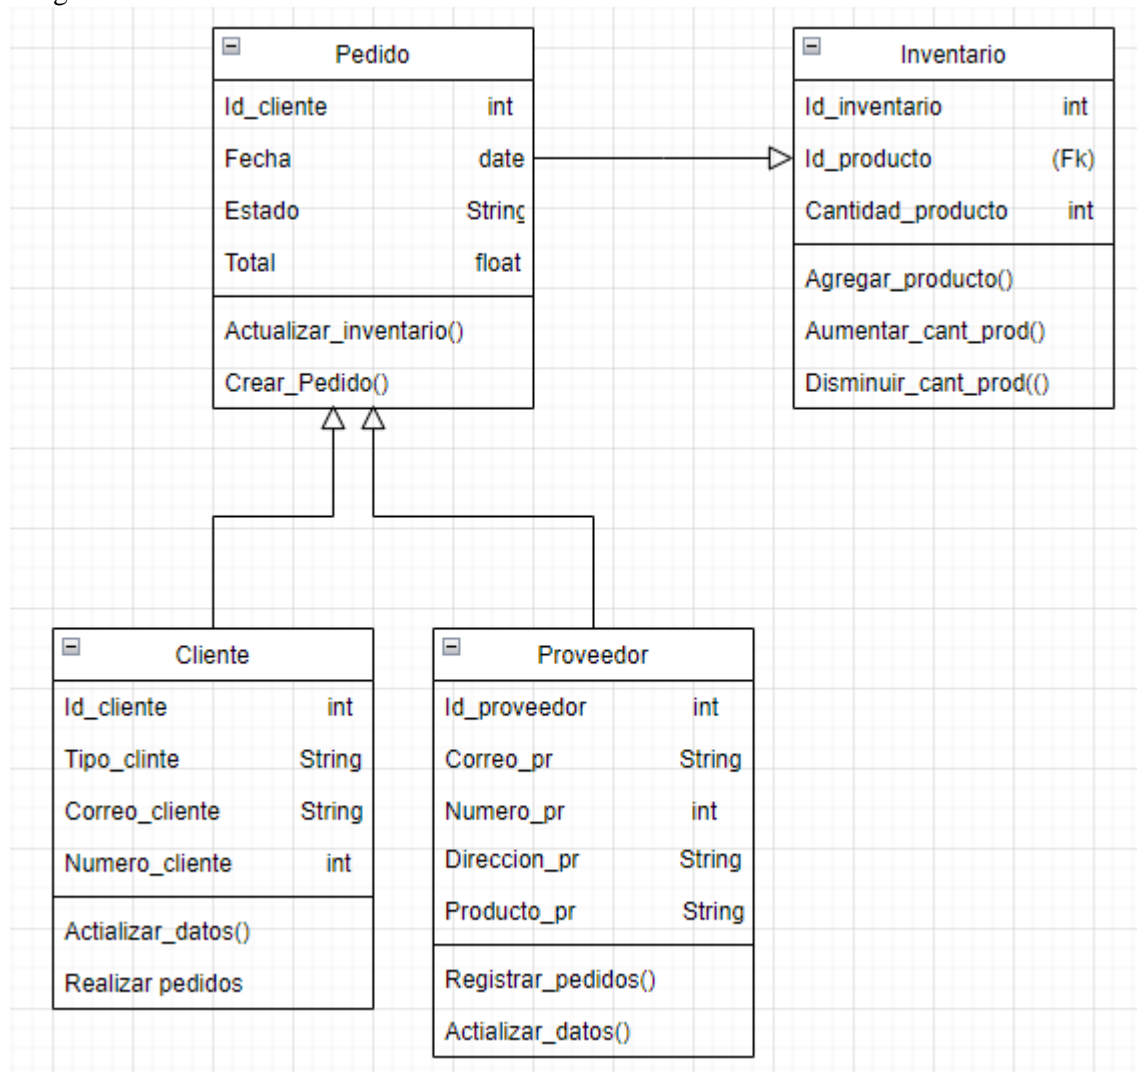 Pedido
Id_cliente int
Fecha date
Estado String
Total float
Actualizar_inventario()
Crear_Pedido()
Inventario
Id_inventario int
Id_producto (Fk)
Cantidad_producto int
Agregar_producto()
Aumentar_cant_prod()
Disminuir_cant_prod(()
Cliente
Id_cliente int
Tipo_clinte String
Correo_cliente String
Numero_cliente int
Actializar_datos()
Realizar pedidos
Proveedor
Id_proveedor int
Correo_pr String
Numero_pr int
Direccion_pr String
Producto_pr String
Registrar_pedidos()
Actializar_datos()